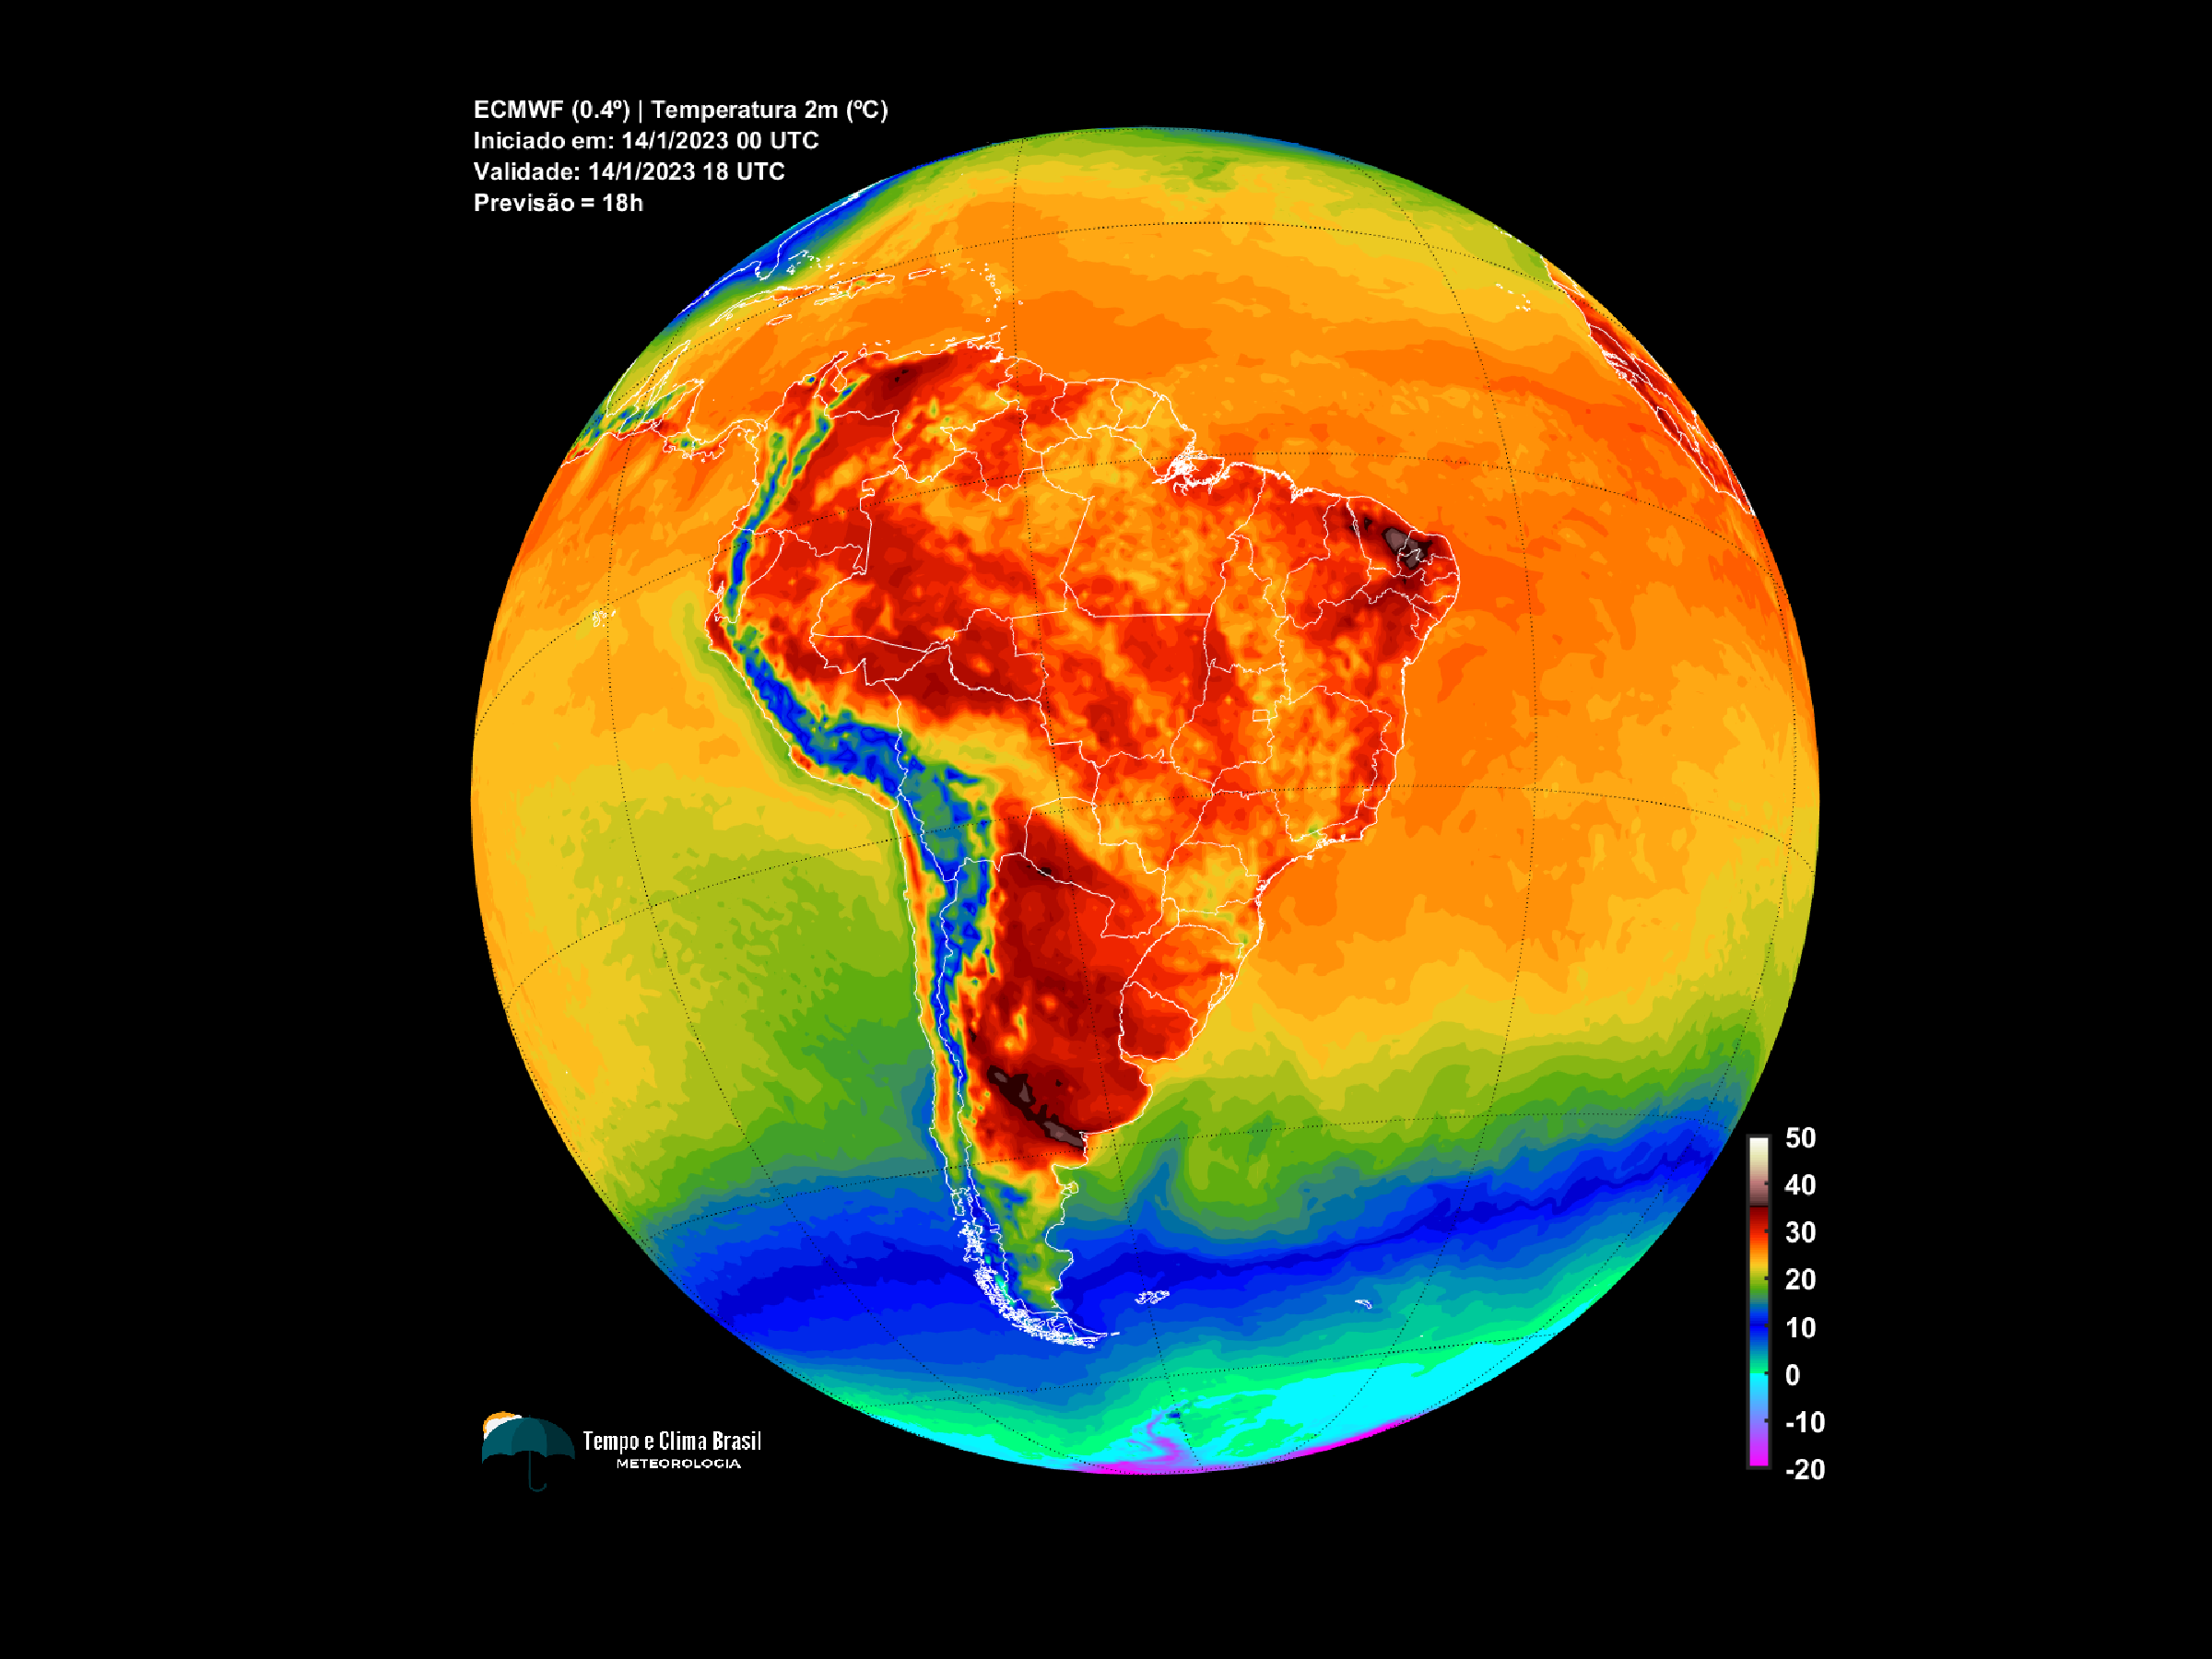 ECMWF (0.4º) | Temperatura 2m (ºC)
Iniciado em: 14/1/2023 00 UTC
Validade: 14/1/2023 18 UTC
Previsão = 18h
50
40
30
20
10
0
-10
-20
Tempo e Clima Brasil
METEOROLOGIA